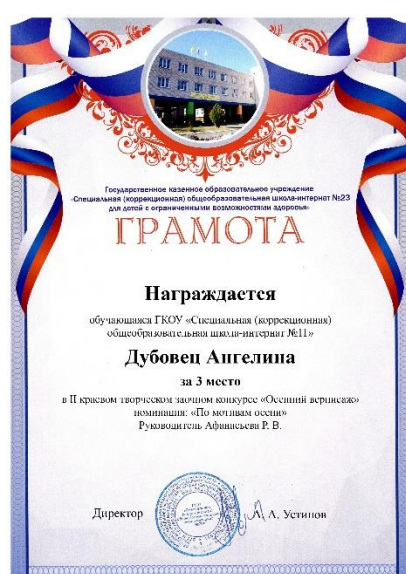 Государственное казенное образовательное учреждение
«Специальная (коррекционная) общеобразовательная школа-интернат №23
для детей с ограниченными возможностями здоровья»
ГРАМОТА
Награждается
обучающаяся ГКОУ «Специальная (коррекционная)
общеобразовательная школа-интернат №11»
Дубовец Ангелина
за 3 место
в II краевом творческом заочном конкурсе «Осенний вернисаж»
номинация: «По мотивам осени»
Руководитель Афанасьева Р. В.
Директор А. Устинов